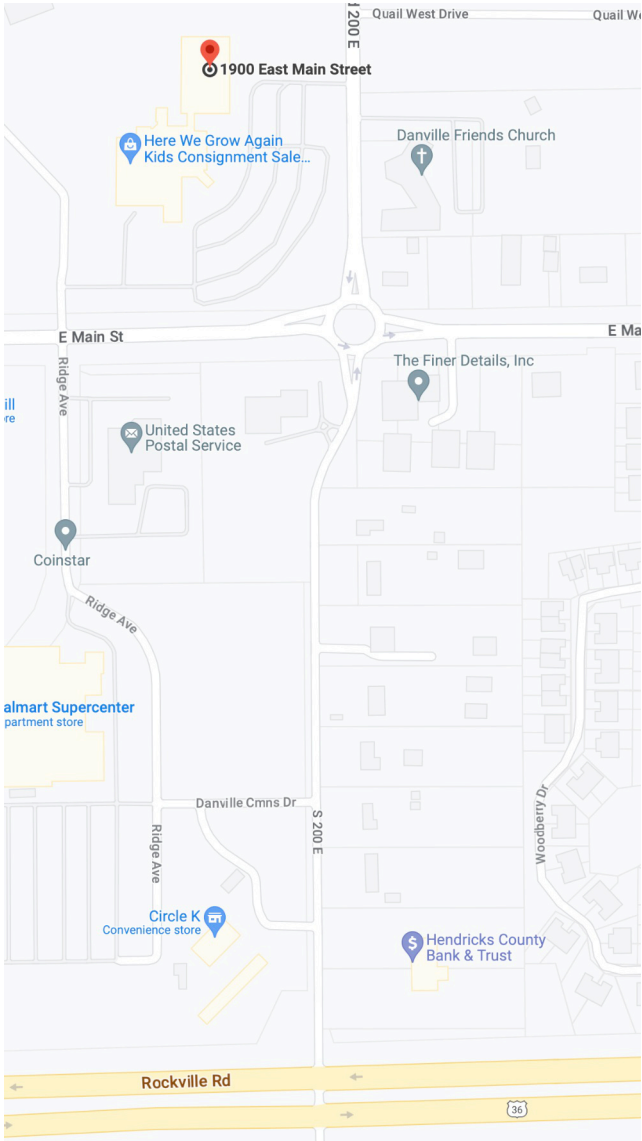 Quail West Drive
Quail We
N 200 E
1900 East Main Street
Here We Grow Again
Kids Consignment Sale...
Danville Friends Church
E Main St
E Ma
Ridge Ave
The Finer Details, Inc
ill
re
United States
Postal Service
Coinstar
Ridge Ave
almart Supercenter
partment store
Danville Cmns Dr
S 200 E
Woodberry Dr
Ridge Ave
Circle K
Convenience store
$
Hendricks County
Bank & Trust
Rockville Rd
36